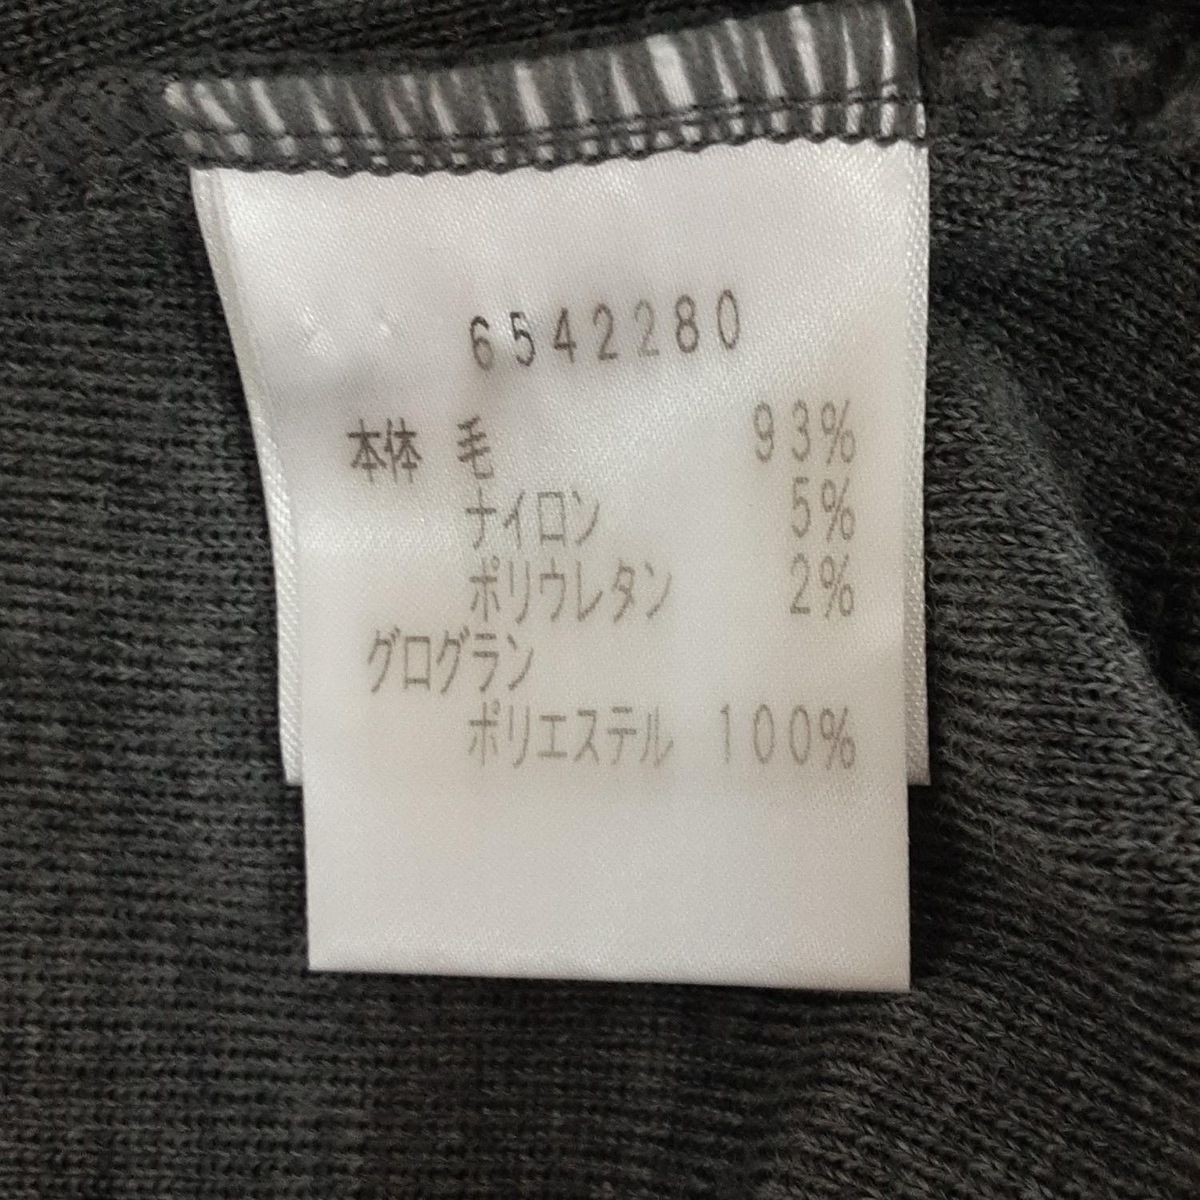 6542280
本体 毛 93%
ナイロン 5%
ポリウレタン 2%
グログラン
ポリエステル 100%